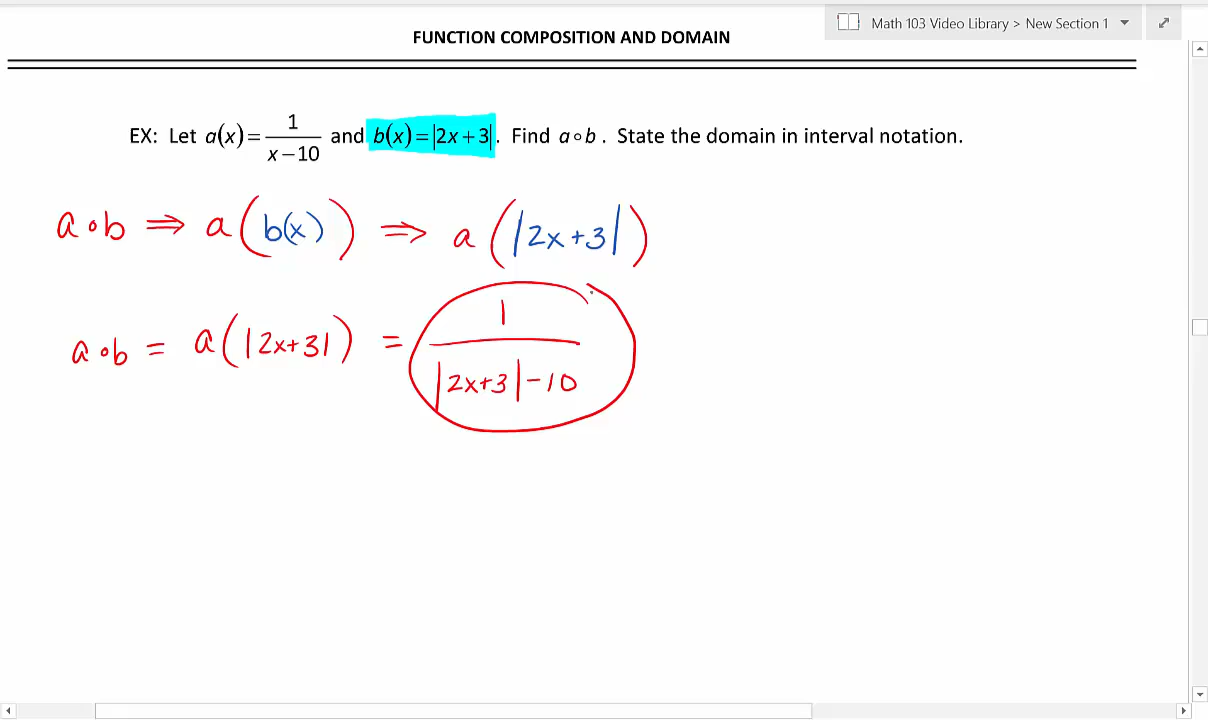 Math 103 Video Library > New Section 1
FUNCTION COMPOSITION AND DOMAIN
EX: Let a(x) = 1/(x − 10) and b(x) = |2x + 3|. Find a ∘ b. State the domain in interval notation.
a ∘ b ⇒ a(b(x)) ⇒ a(|2x+3|)
a ∘ b = a(|2x+3|) = 1/(|2x+3| − 10)